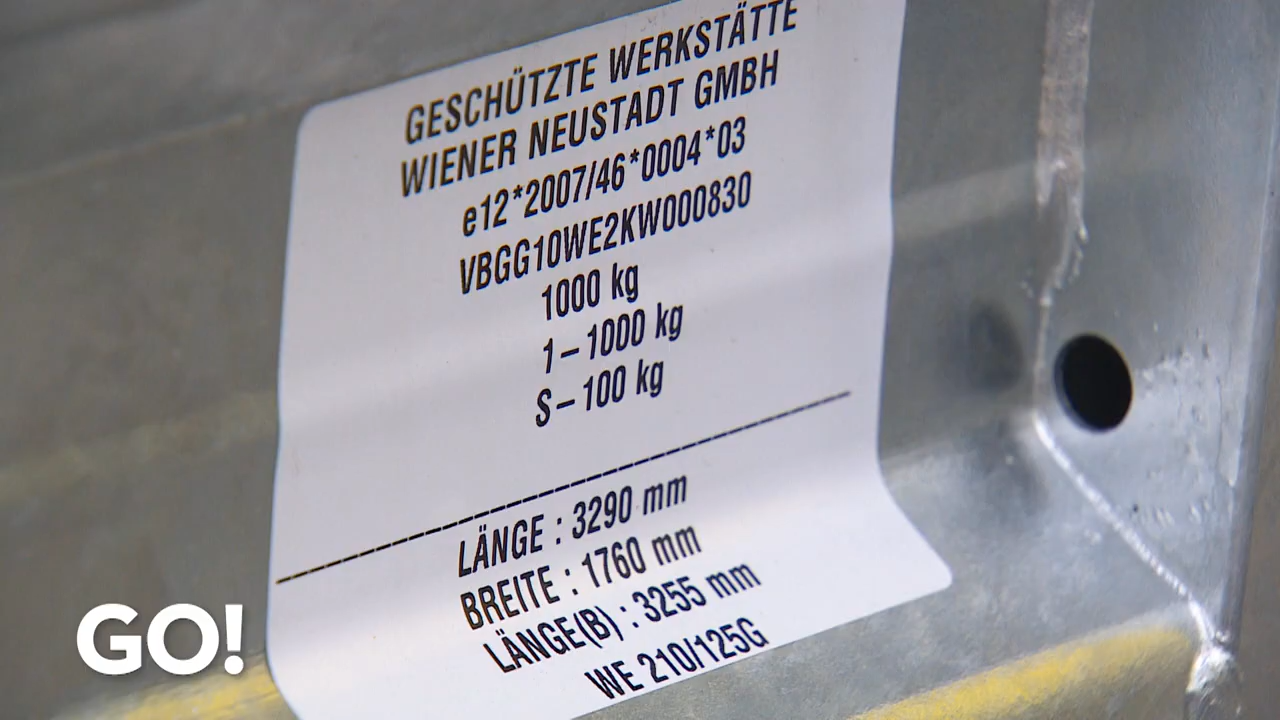 GESCHÜTZTE WERKSTÄTTE
WIENER NEUSTADT GMBH
e12*2007/46*0004*03
VBGG10WE2KW000830
1000 kg
1 – 1000 kg
S – 100 kg
LÄNGE : 3290 mm
BREITE : 1760 mm
LÄNGE(B) : 3255 mm
WE 210/125G
GO!